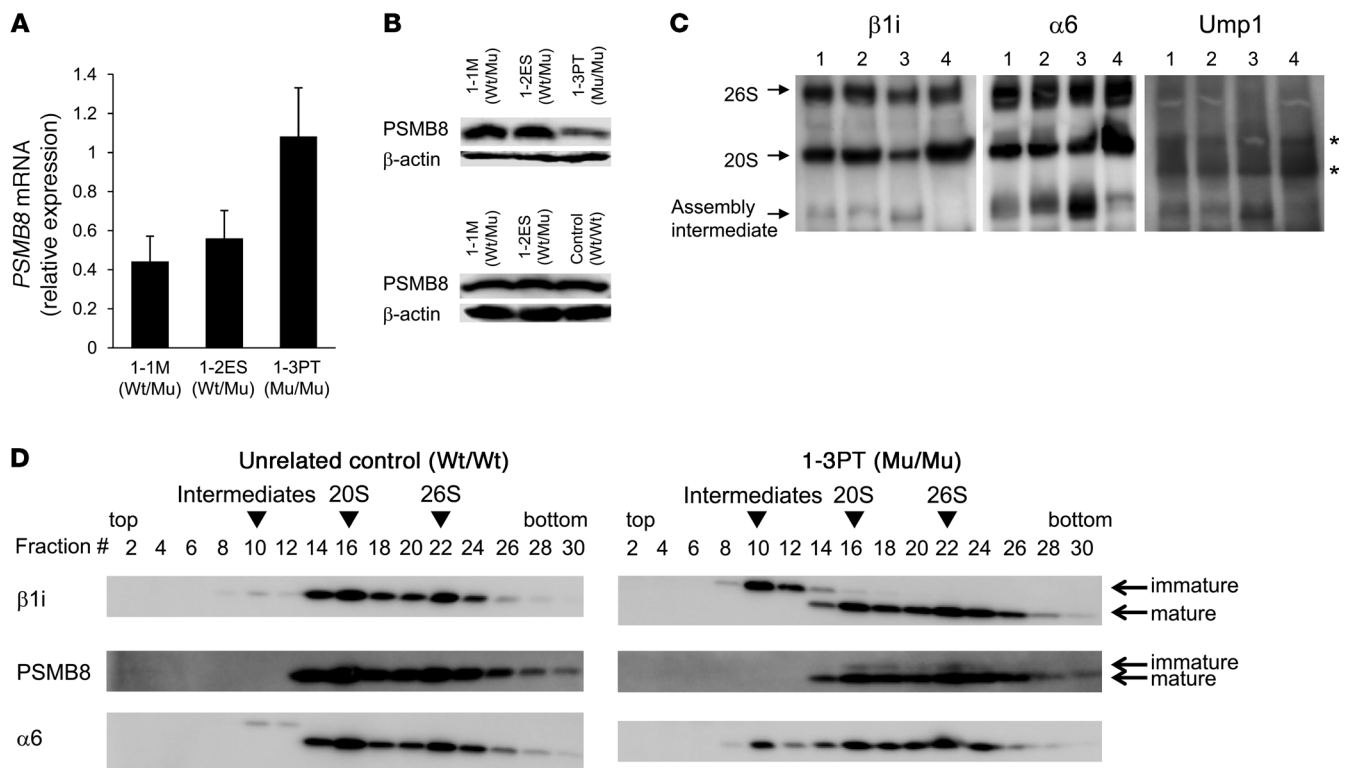 A
PSMB8 mRNA
(relative expression)
1.4
1.2
1
0.8
0.6
0.4
0.2
0
1-1M
(Wt/Mu)
1-2ES
(Wt/Mu)
1-3PT
(Mu/Mu)
B
1-1M
(Wt/Mu)
1-2ES
(Wt/Mu)
1-3PT
(Mu/Mu)
PSMB8
β-actin
1-1M
(Wt/Mu)
1-2ES
(Wt/Mu)
Control
(Wt/Wt)
PSMB8
β-actin
C
β1i α6 Ump1
1 2 3 4 1 2 3 4 1 2 3 4
26S
20S
Assembly
intermediate
*
*
D
Unrelated control (Wt/Wt)
Intermediates 20S 26S
top bottom
Fraction # 2 4 6 8 10 12 14 16 18 20 22 24 26 28 30
1-3PT (Mu/Mu)
Intermediates 20S 26S
top bottom
2 4 6 8 10 12 14 16 18 20 22 24 26 28 30
β1i
immature
mature
PSMB8
immature
mature
α6